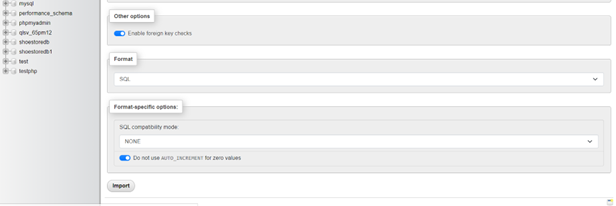 mysql
performance_schema
phpmyadmin
qlsv_65pm12
shoestoredb
shoestoredb1
test
testphp
Other options
Enable foreign key checks
Format
SQL
Format-specific options:
SQL compatibility mode:
NONE
Do not use AUTO_INCREMENT for zero values
Import